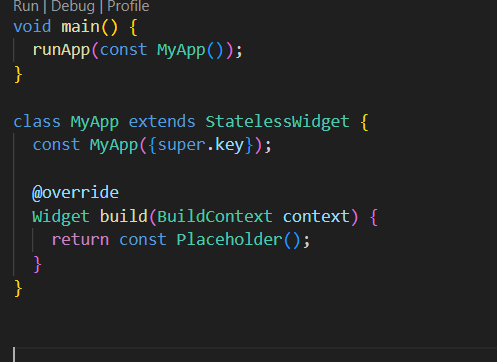 Run | Debug | Profile
void main() {
  runApp(const MyApp());
}

class MyApp extends StatelessWidget {
  const MyApp({super.key});

  @override
  Widget build(BuildContext context) {
    return const Placeholder();
  }
}